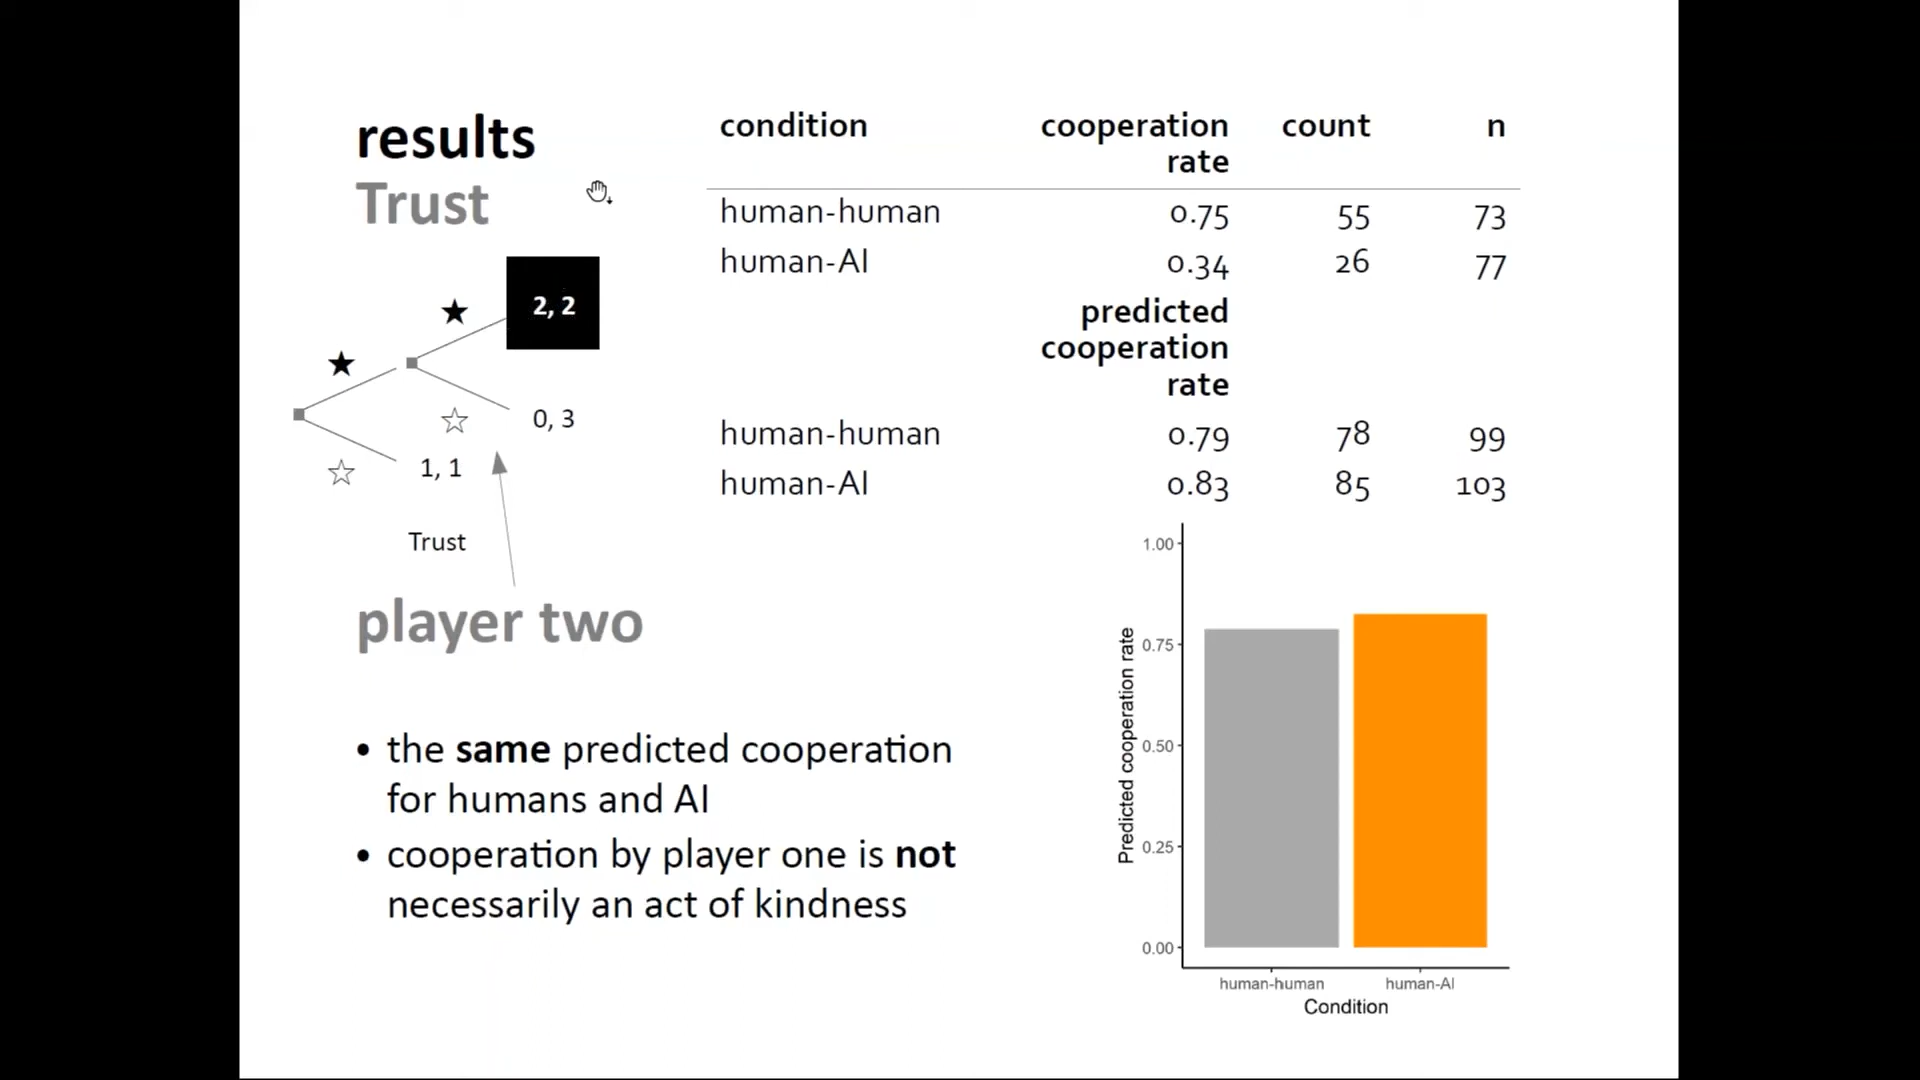 results
Trust
★
2, 2
★
☆
0, 3
☆
1, 1
Trust
player two
• the same predicted cooperation
for humans and AI
• cooperation by player one is not
necessarily an act of kindness
condition cooperation rate count n
human-human 0.75 55 73
human-AI 0.34 26 77
predicted
cooperation
rate
human-human 0.79 78 99
human-AI 0.83 85 103
Predicted cooperation rate
1.00
0.75
0.50
0.25
0.00
human-human human-AI
Condition